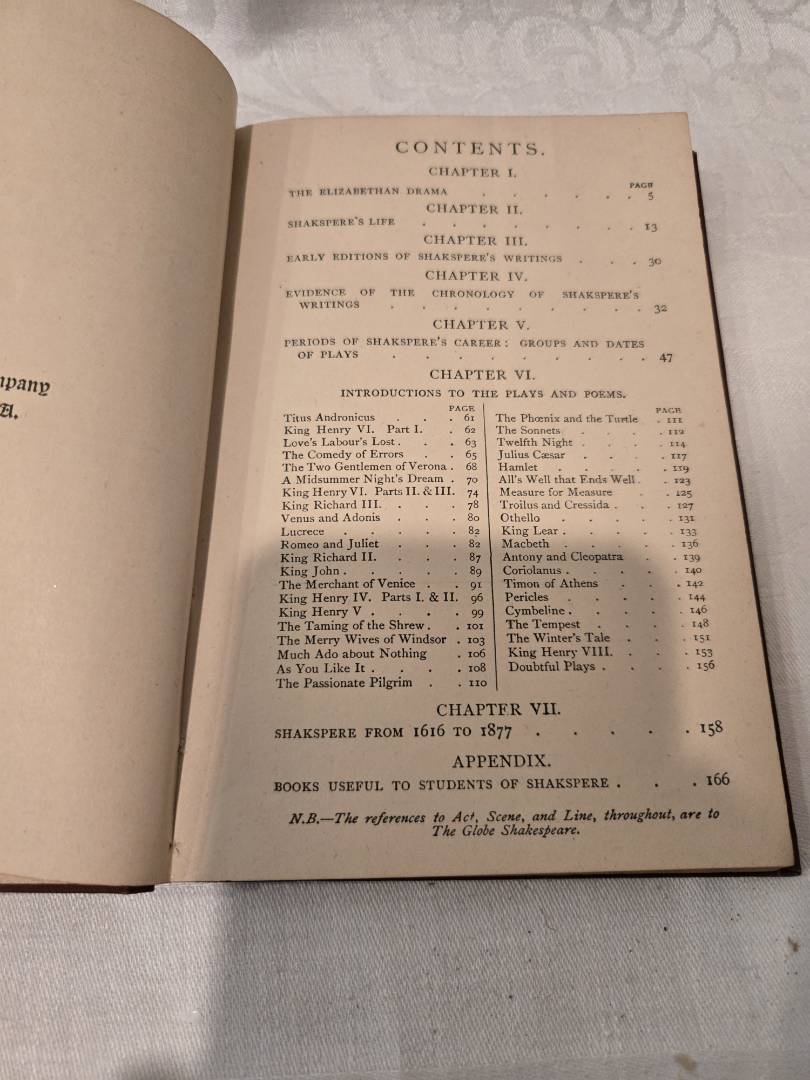 mpany
A.
CONTENTS.
CHAPTER I.
PAGE
THE ELIZABETHAN DRAMA . . . . . . 5
CHAPTER II.
SHAKSPERE'S LIFE . . . . . . . . 13
CHAPTER III.
EARLY EDITIONS OF SHAKSPERE'S WRITINGS . . . 30
CHAPTER IV.
EVIDENCE OF THE CHRONOLOGY OF SHAKSPERE'S
WRITINGS . . . . . . . . . 32
CHAPTER V.
PERIODS OF SHAKSPERE'S CAREER: GROUPS AND DATES
OF PLAYS . . . . . . . . 47
CHAPTER VI.
INTRODUCTIONS TO THE PLAYS AND POEMS.
PAGE
Titus Andronicus . . . 61
King Henry VI. Part I. . . 62
Love's Labour's Lost . . . 63
The Comedy of Errors . . 65
The Two Gentlemen of Verona . 68
A Midsummer Night's Dream . 70
King Henry VI. Parts II. & III. 74
King Richard III. . . . 78
Venus and Adonis . . . 80
Lucrece . . . . . 82
Romeo and Juliet . . . 82
King Richard II. . . . 87
King John . . . . . 89
The Merchant of Venice . . 91
King Henry IV. Parts I. & II. 96
King Henry V . . . . 99
The Taming of the Shrew . . 101
The Merry Wives of Windsor . 103
Much Ado about Nothing . 106
As You Like It . . . . 108
The Passionate Pilgrim . . 110
PAGE
The Phœnix and the Turtle . 111
The Sonnets . . . . 112
Twelfth Night . . . . 114
Julius Cæsar . . . . 117
Hamlet . . . . . 119
All's Well that Ends Well . . 123
Measure for Measure . . 125
Troilus and Cressida . . . 127
Othello . . . . . 131
King Lear . . . . . 133
Macbeth . . . . . 136
Antony and Cleopatra . . 139
Coriolanus . . . . . 140
Timon of Athens . . . 142
Pericles . . . . . 144
Cymbeline . . . . . 146
The Tempest . . . . 148
The Winter's Tale . . . 151
King Henry VIII. . . . 153
Doubtful Plays . . . . 156
CHAPTER VII.
SHAKSPERE FROM 1616 TO 1877 . . . . . 158
APPENDIX.
BOOKS USEFUL TO STUDENTS OF SHAKSPERE . . . 166
N.B.—The references to Act, Scene, and Line, throughout, are to
The Globe Shakespeare.